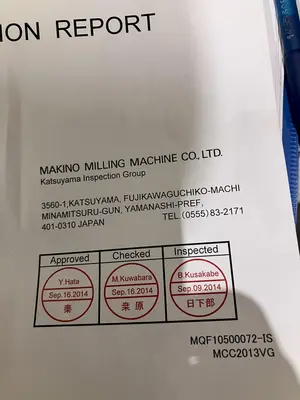 ION REPORT
MAKINO MILLING MACHINE CO., LTD.
Katsuyama Inspection Group
3560-1,KATSUYAMA, FUJIKAWAGUCHIKO-MACHI
MINAMITSURU-GUN, YAMANASHI-PREF,
401-0310 JAPAN TEL.(0555)83-2171
Approved Checked Inspected
Y.Hata M.Kuwabara B.Kusakabe
Sep.16.2014 Sep.16.2014 Sep.09.2014
秦 桒原 日下部
MQF10500072-IS
MCC2013VG